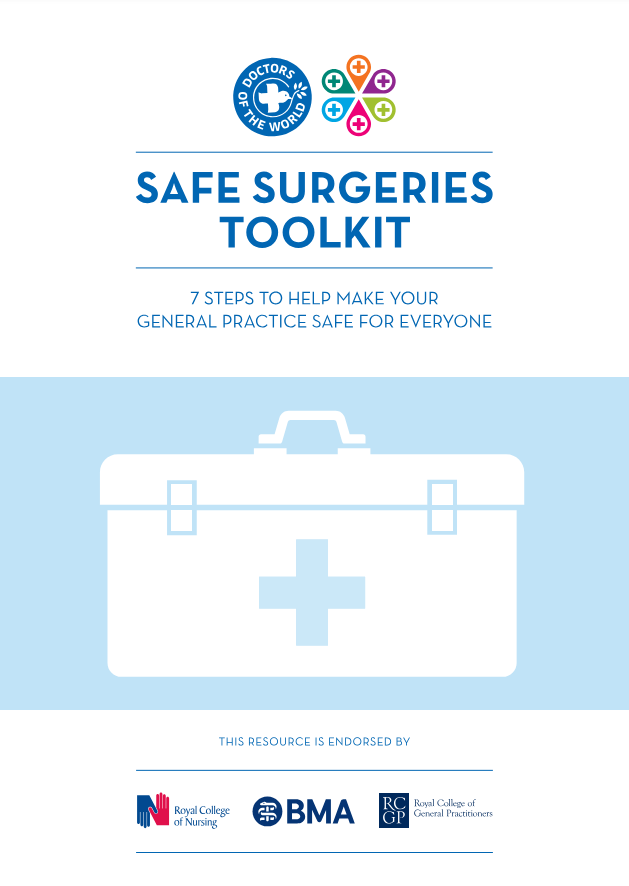 DOCTORS
OF THE WORLD
SAFE SURGERIES
TOOLKIT
7 STEPS TO HELP MAKE YOUR
GENERAL PRACTICE SAFE FOR EVERYONE
THIS RESOURCE IS ENDORSED BY
Royal College
of Nursing
BMA
RC
GP
Royal College of
General Practitioners